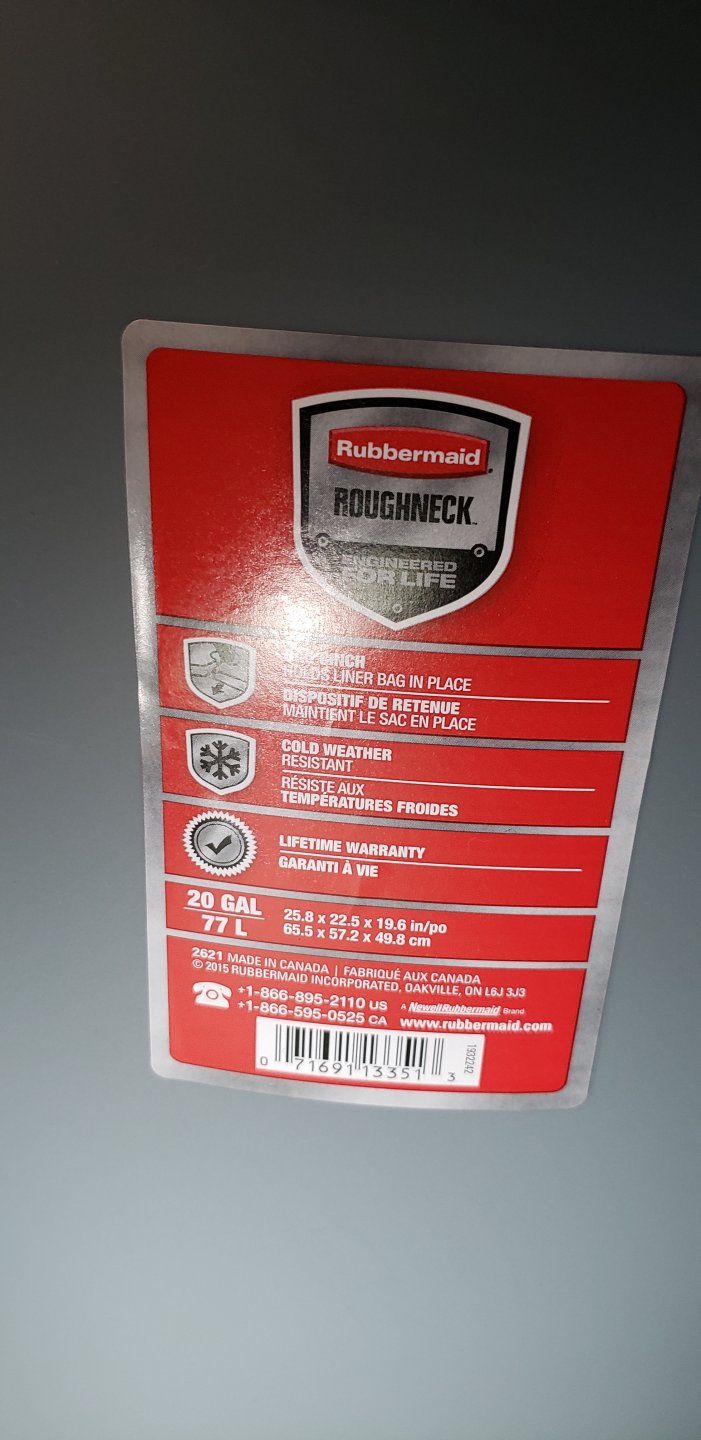 Rubbermaid®
ROUGHNECK™
ENGINEERED
FOR LIFE
LINER BAG IN PLACE
DISPOSITIF DE RETENUE
MAINTIENT LE SAC EN PLACE
COLD WEATHER
RESISTANT
RÉSISTE AUX
TEMPÉRATURES FROIDES
LIFETIME WARRANTY
GARANTI À VIE
20 GAL
77 L
25.8 x 22.5 x 19.6 in/po
65.5 x 57.2 x 49.8 cm
2621 MADE IN CANADA | FABRIQUÉ AUX CANADA
© 2015 RUBBERMAID INCORPORATED, OAKVILLE, ON L6J 3J3
+1-866-895-2110 US
+1-866-595-0525 CA
A NewellRubbermaid Brand
www.rubbermaid.com
0 71691 13351 3
1932242